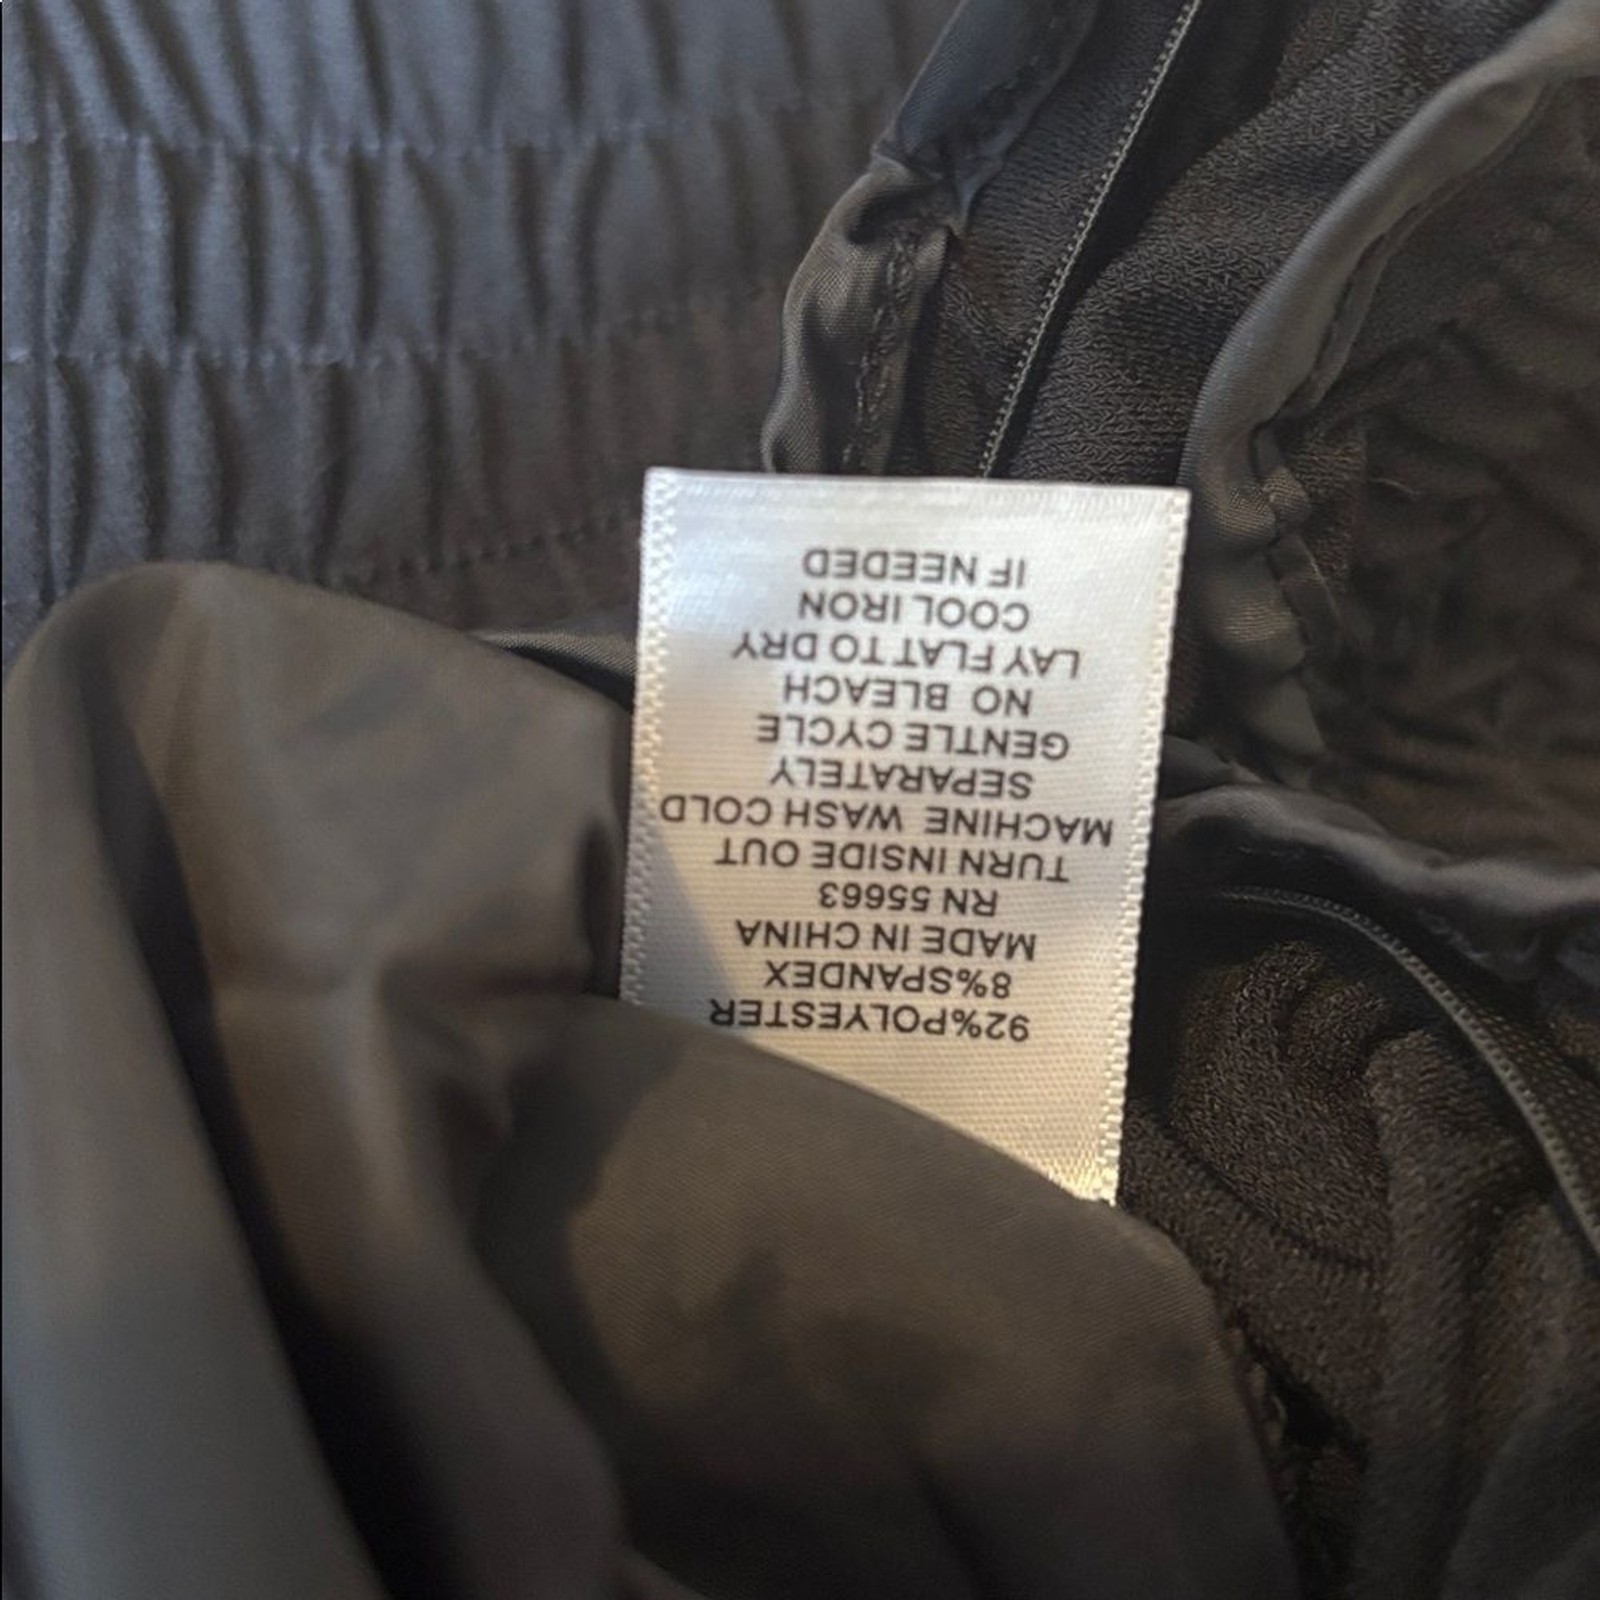 92%POLYESTER
8%SPANDEX
MADE IN CHINA
RN 55663
TURN INSIDE OUT
MACHINE WASH COLD
SEPARATELY
GENTLE CYCLE
NO BLEACH
LAY FLAT TO DRY
COOL IRON
IF NEEDED